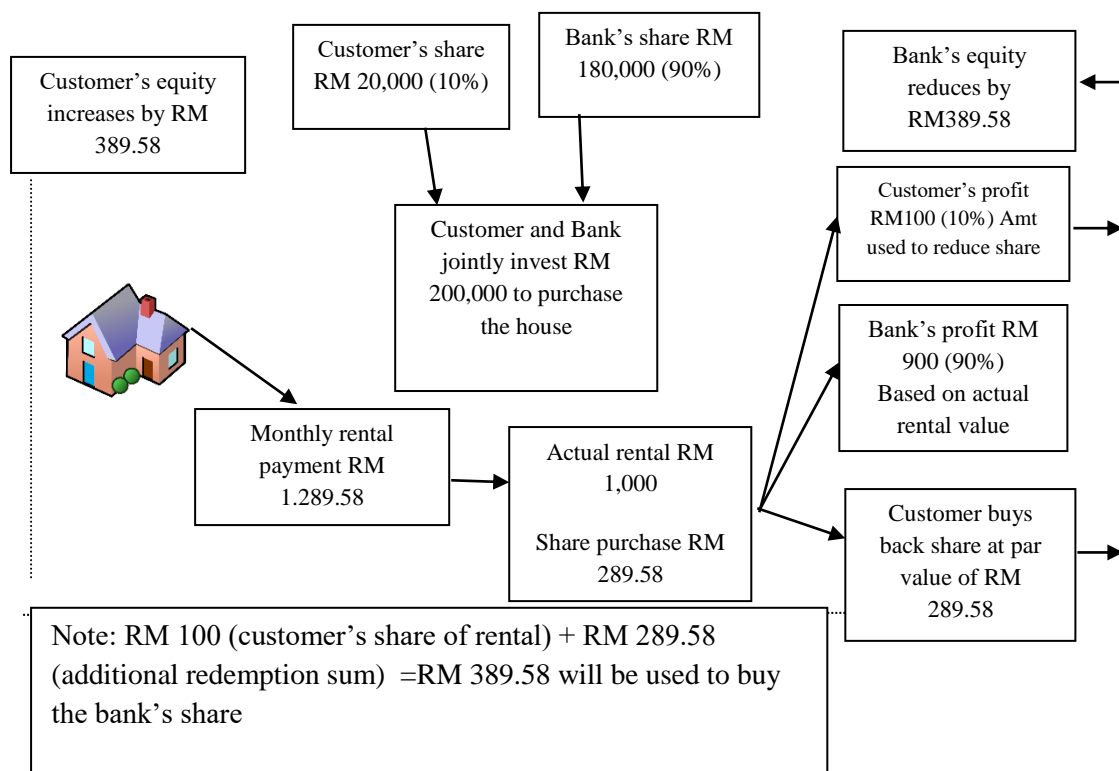 Customer's equity
increases by RM
389.58
Customer's share
RM 20,000 (10%)
Bank's share RM
180,000 (90%)
Bank's equity
reduces by
RM389.58
Customer and Bank
jointly invest RM
200,000 to purchase
the house
Customer's profit
RM100 (10%) Amt
used to reduce share
Bank's profit RM
900 (90%)
Based on actual
rental value
Monthly rental
payment RM
1.289.58
Actual rental RM
1,000
Share purchase RM
289.58
Customer buys
back share at par
value of RM
289.58
Note: RM 100 (customer's share of rental) + RM 289.58
(additional redemption sum)  =RM 389.58 will be used to buy
the bank's share